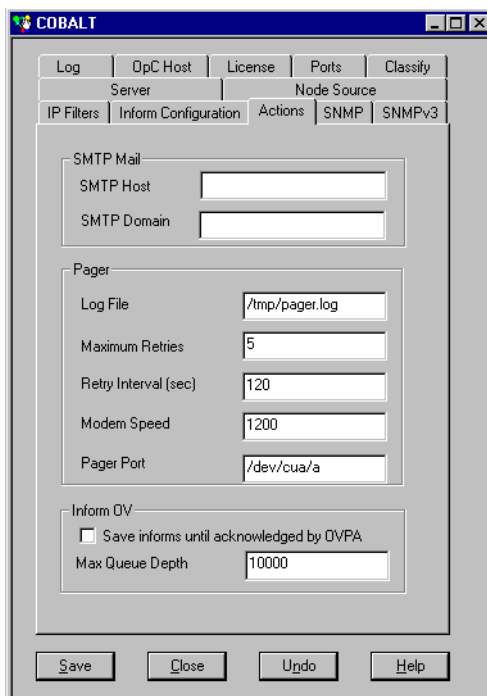 COBALT
Log OpC Host License Ports Classify
Server Node Source
IP Filters Inform Configuration Actions SNMP SNMPv3
SMTP Mail
SMTP Host
SMTP Domain
Pager
Log File /tmp/pager.log
Maximum Retries 5
Retry Interval (sec) 120
Modem Speed 1200
Pager Port /dev/cua/a
Inform OV
Save informs until acknowledged by OVPA
Max Queue Depth 10000
Save Close Undo Help